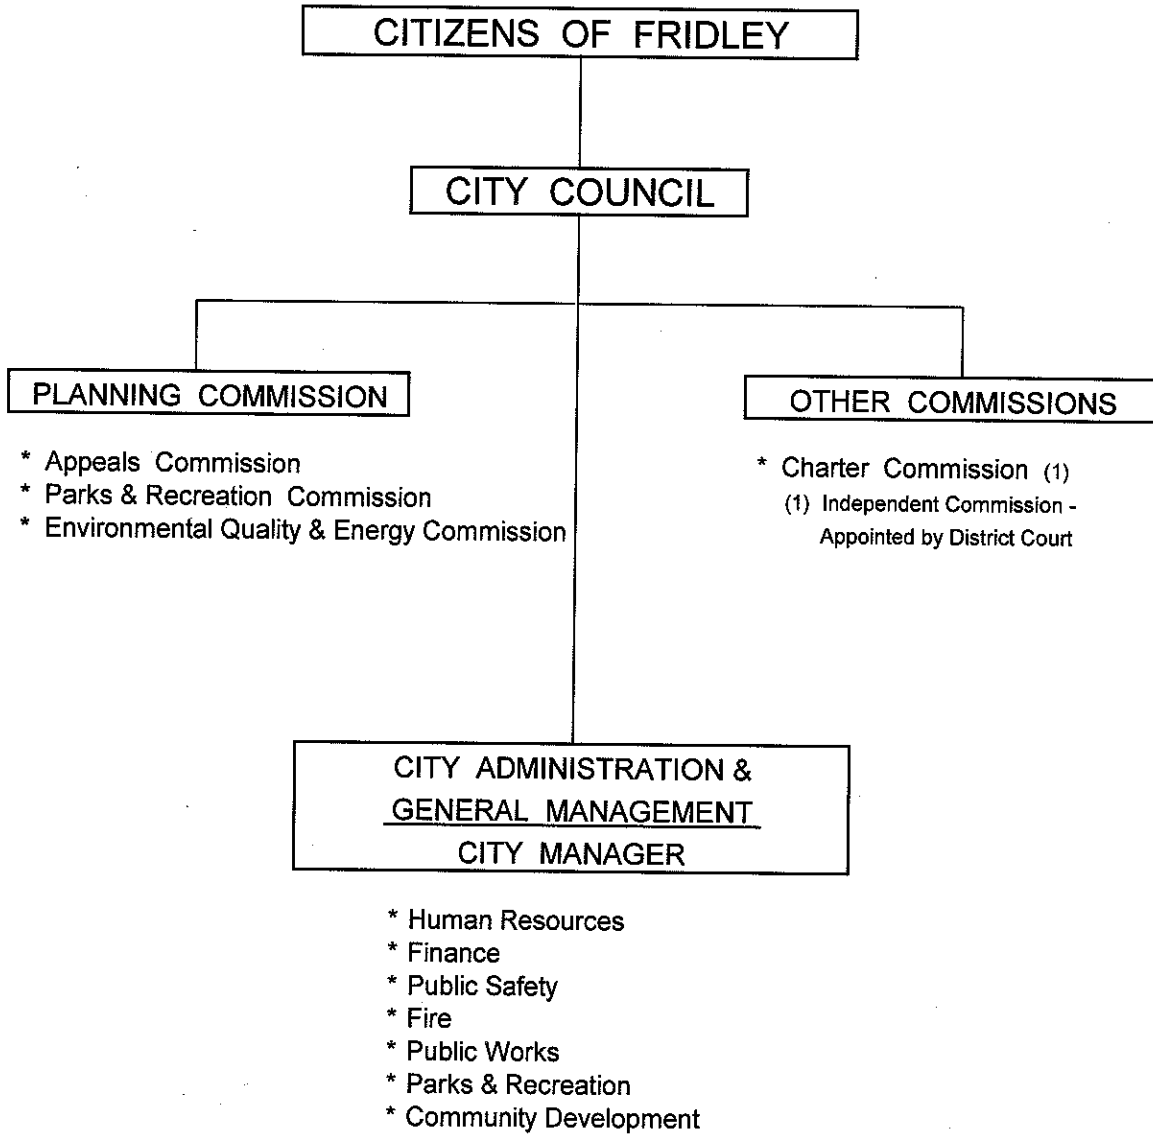 CITIZENS OF FRIDLEY
CITY COUNCIL
PLANNING COMMISSION
* Appeals Commission
* Parks & Recreation Commission
* Environmental Quality & Energy Commission
OTHER COMMISSIONS
* Charter Commission (1)
(1) Independent Commission -
Appointed by District Court
CITY ADMINISTRATION &
GENERAL MANAGEMENT
CITY MANAGER
* Human Resources
* Finance
* Public Safety
* Fire
* Public Works
* Parks & Recreation
* Community Development